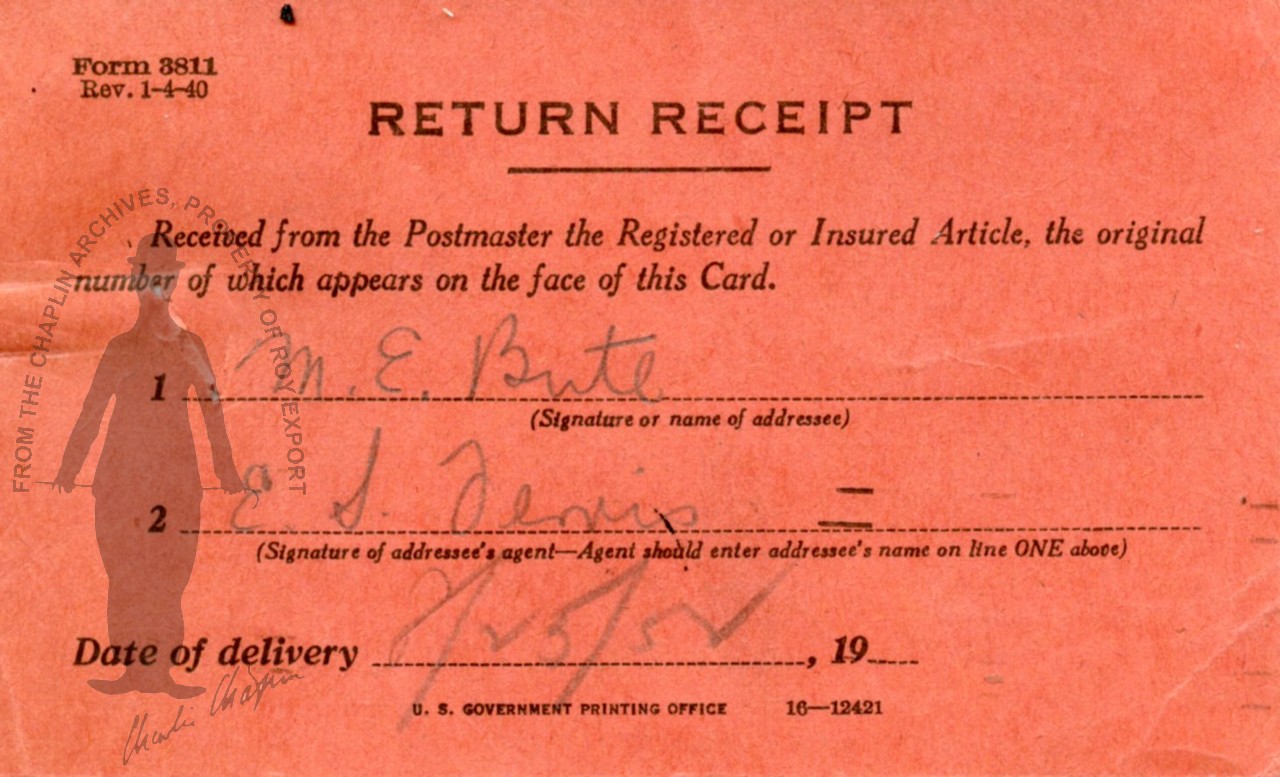 Form 3811
Rev. 1-4-40
RETURN RECEIPT
Received from the Postmaster the Registered or Insured Article, the original
number of which appears on the face of this Card.
1 M. E. Bute
(Signature or name of addressee)
2 E. S.
(Signature of addressee's agent—Agent should enter addressee's name on line ONE above)
Date of delivery 7/25/52, 19
U. S. GOVERNMENT PRINTING OFFICE 16—12421
FROM THE CHAPLIN ARCHIVES, PROPERTY OF ROY EXPORT
Charlie Chaplin